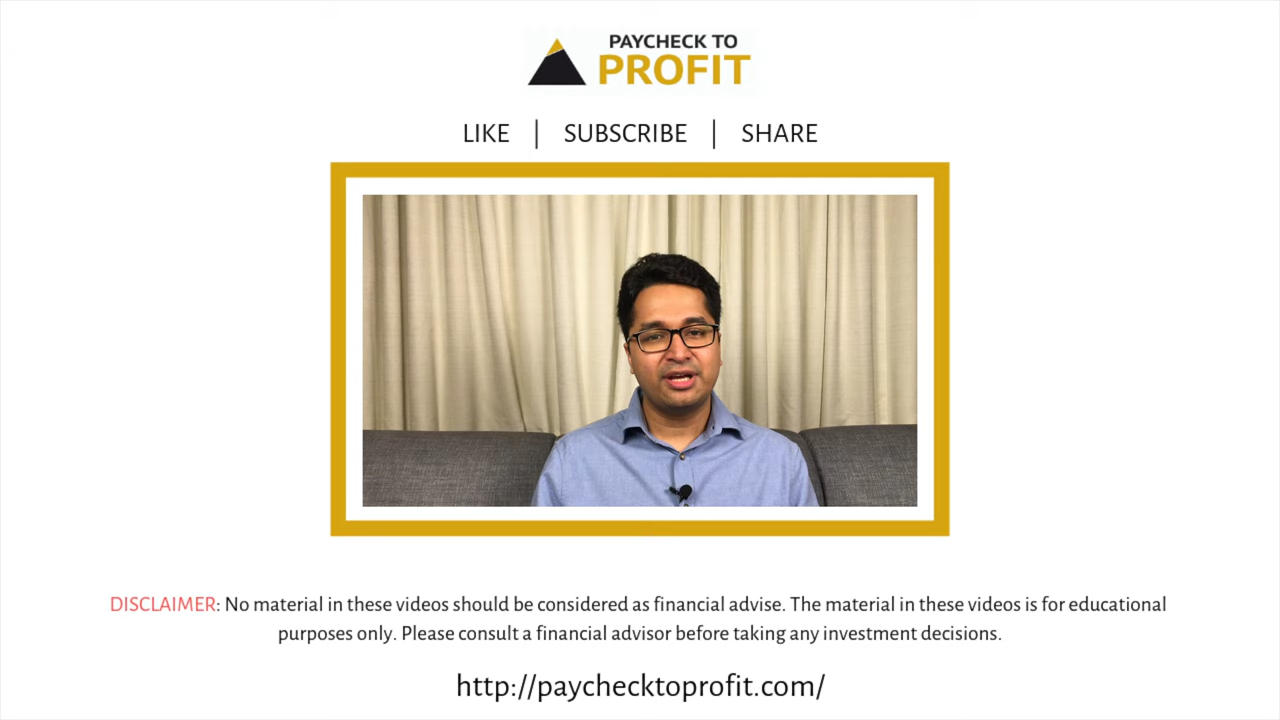 PAYCHECK TO
PROFIT
LIKE | SUBSCRIBE | SHARE
DISCLAIMER: No material in these videos should be considered as financial advise. The material in these videos is for educational
purposes only. Please consult a financial advisor before taking any investment decisions.
http://paychecktoprofit.com/